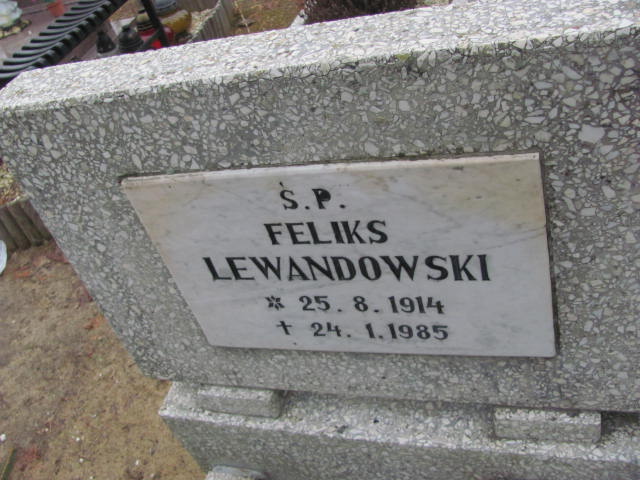 Ś.P.
FELIKS
LEWANDOWSKI
* 25.8.1914
† 24.1.1985